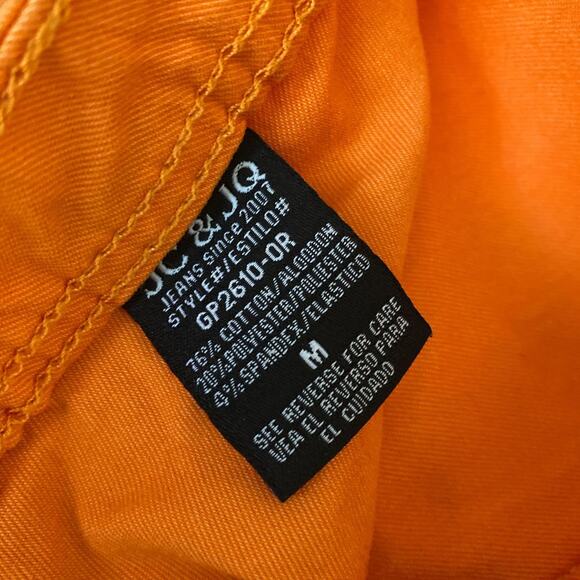 JC & JQ
JEANS Since 2007
STYLE#/ESTILO#
GP2610-OR
76% COTTON/ALGODON
20%POLYESTER/POLIESTER
4%SPANDEX/ELASTICO
M
SEE REVERSE FOR CARE
VEA EL REVERSO PARA
EL CUIDADO